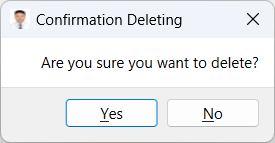 Confirmation Deleting
Are you sure you want to delete?
Yes
No